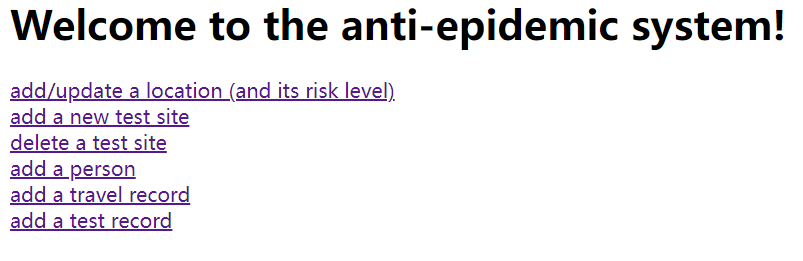 Welcome to the anti-epidemic system!
add/update a location (and its risk level)
add a new test site
delete a test site
add a person
add a travel record
add a test record